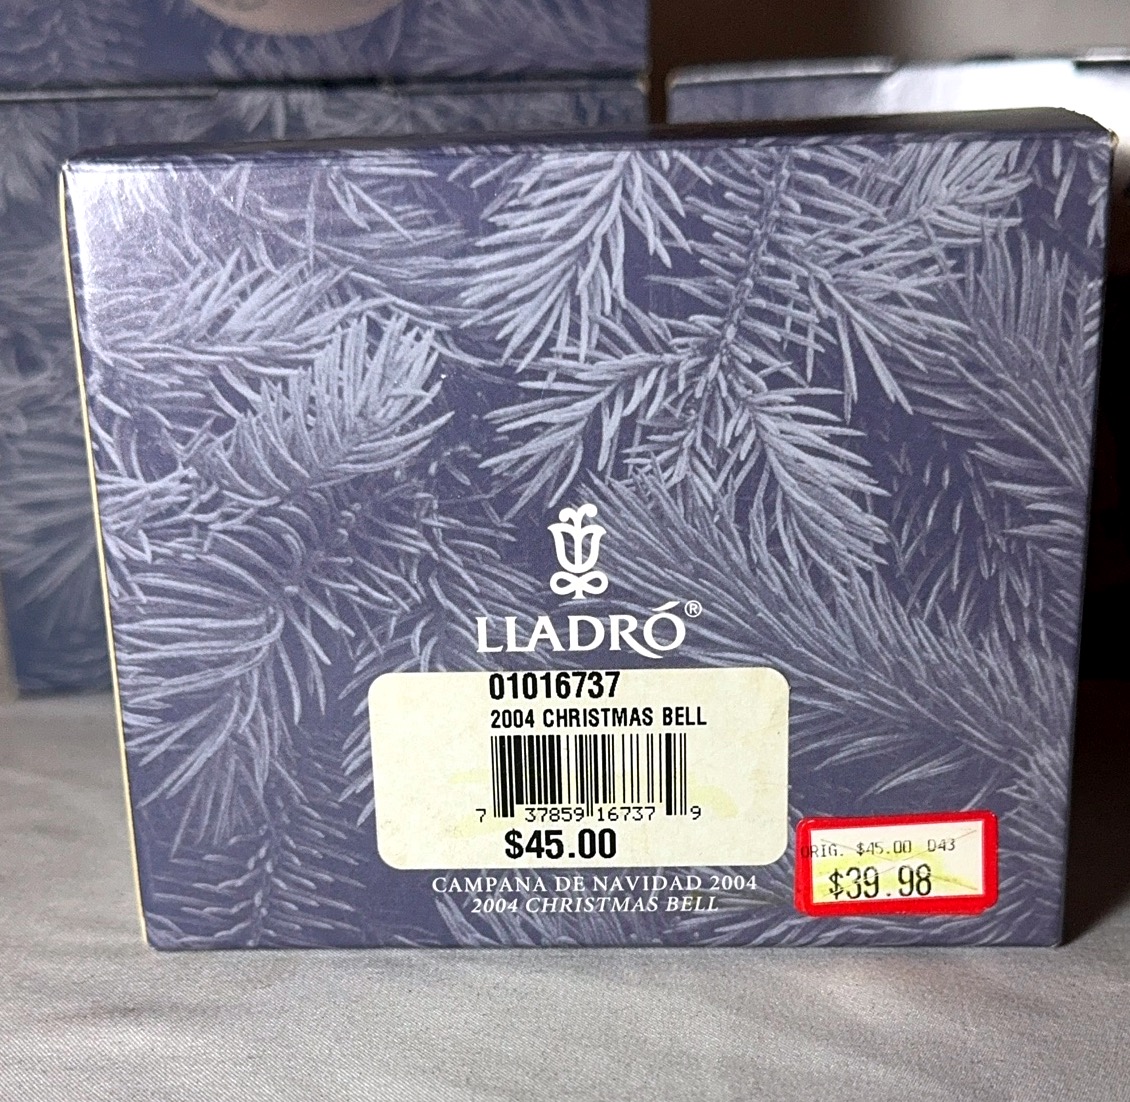 LLADRÓ®
01016737
2004 CHRISTMAS BELL
7 37859 16737 9
$45.00
CAMPANA DE NAVIDAD 2004
2004 CHRISTMAS BELL
ORIG. $45.00 D43
$39.98